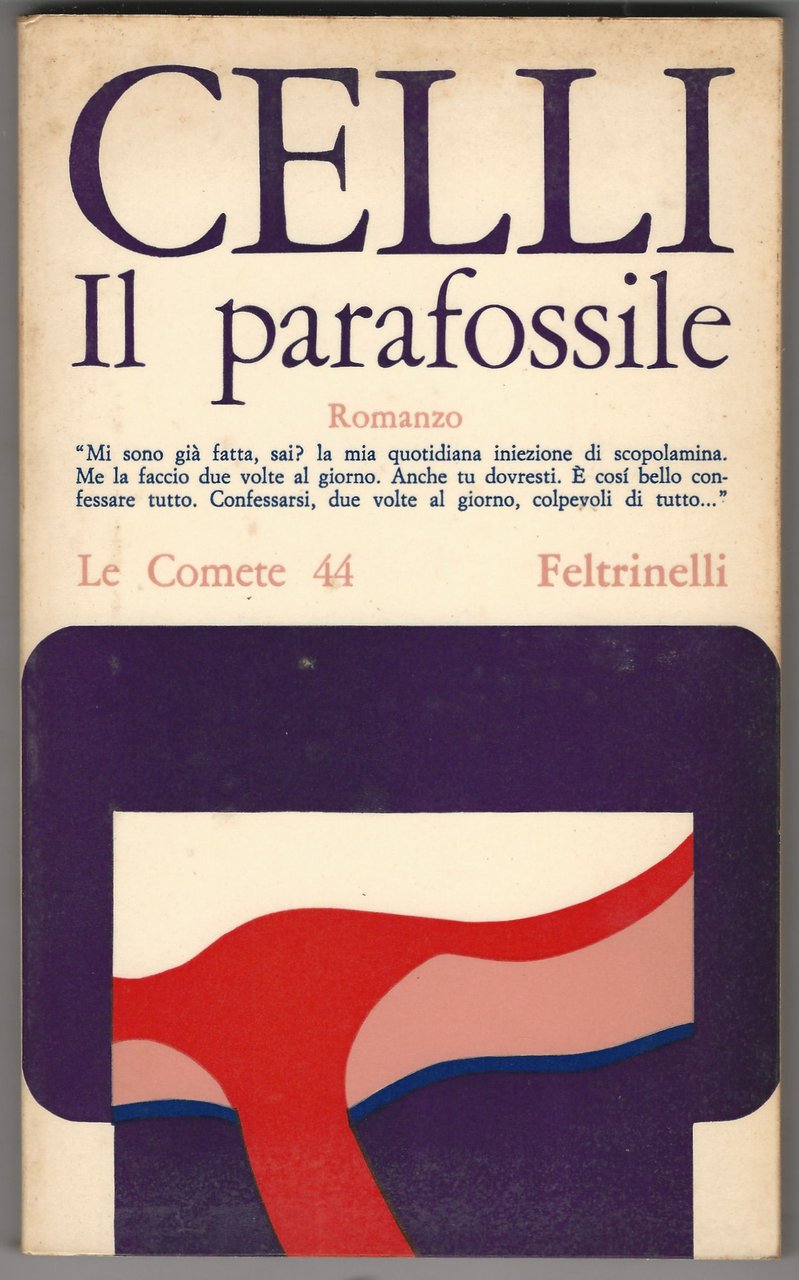 CELLI
Il parafossile
Romanzo
“Mi sono già fatta, sai? la mia quotidiana iniezione di scopolamina.
Me la faccio due volte al giorno. Anche tu dovresti. È cosí bello con-
fessare tutto. Confessarsi, due volte al giorno, colpevoli di tutto...”
Le Comete 44 Feltrinelli